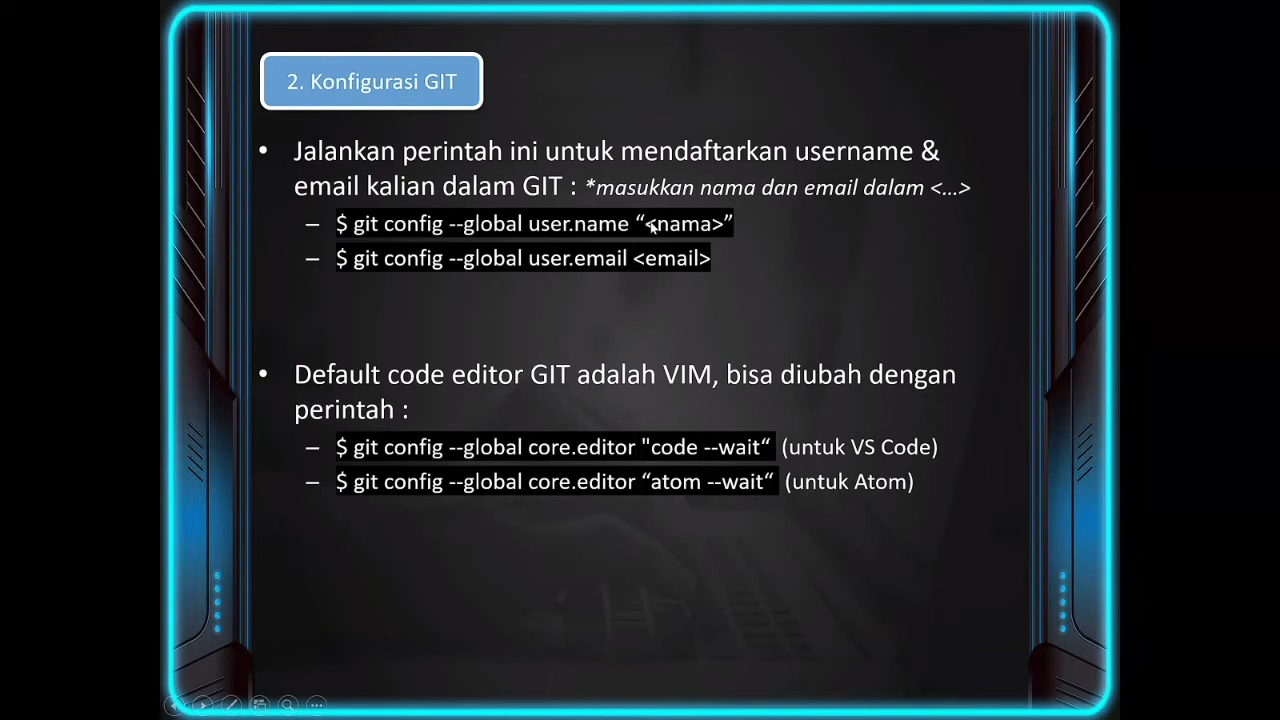 2. Konfigurasi GIT
• Jalankan perintah ini untuk mendaftarkan username &
email kalian dalam GIT : *masukkan nama dan email dalam <...>
– $ git config --global user.name “<nama>”
– $ git config --global user.email <email>
• Default code editor GIT adalah VIM, bisa diubah dengan
perintah :
– $ git config --global core.editor "code --wait“ (untuk VS Code)
– $ git config --global core.editor “atom --wait“ (untuk Atom)